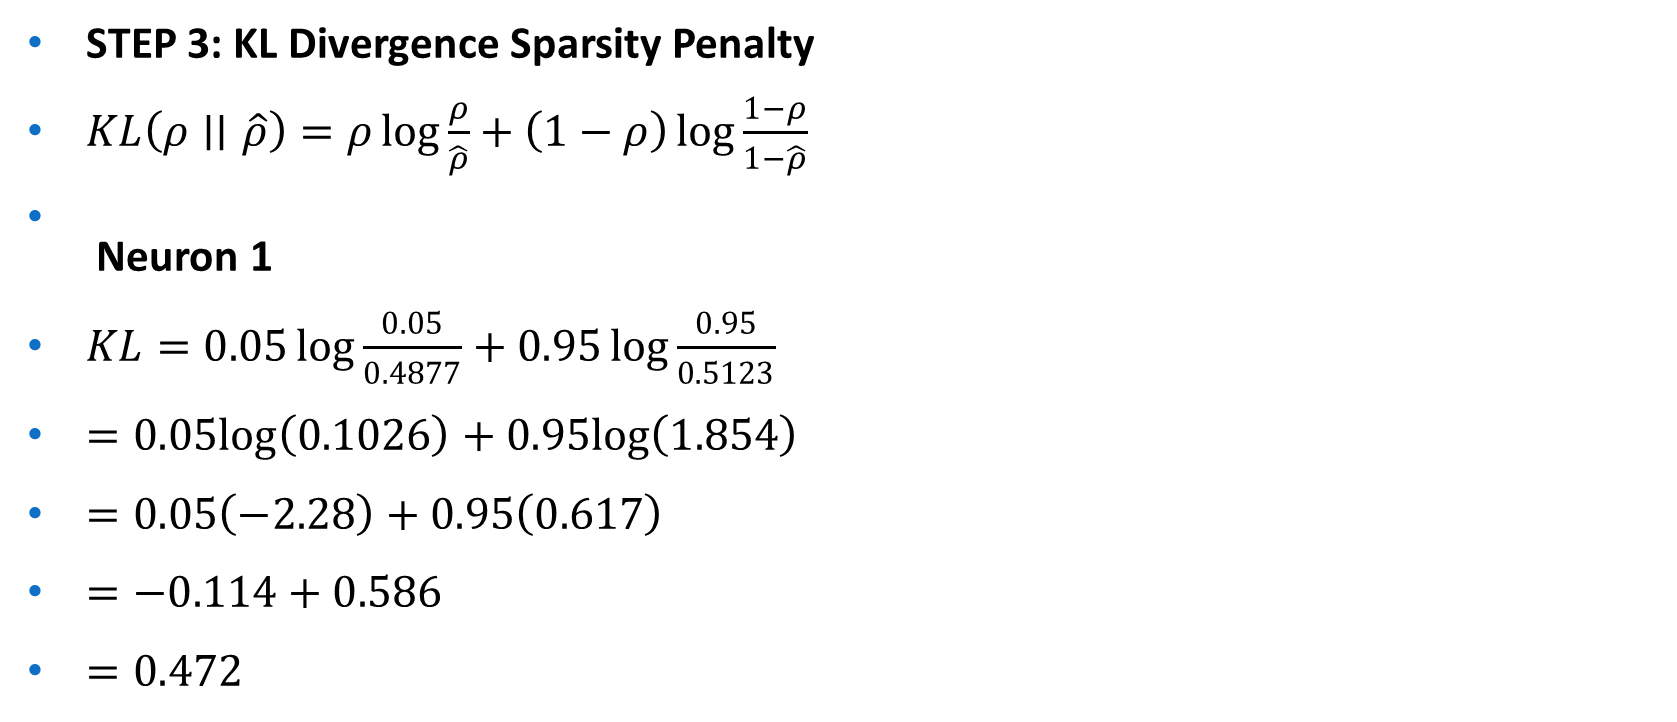 • STEP 3: KL Divergence Sparsity Penalty
• KL(ρ || ρ̂) = ρ log ρ/ρ̂ + (1 − ρ) log (1−ρ)/(1−ρ̂)
•
Neuron 1
• KL = 0.05 log 0.05/0.4877 + 0.95 log 0.95/0.5123
• = 0.05log(0.1026) + 0.95log(1.854)
• = 0.05(−2.28) + 0.95(0.617)
• = −0.114 + 0.586
• = 0.472